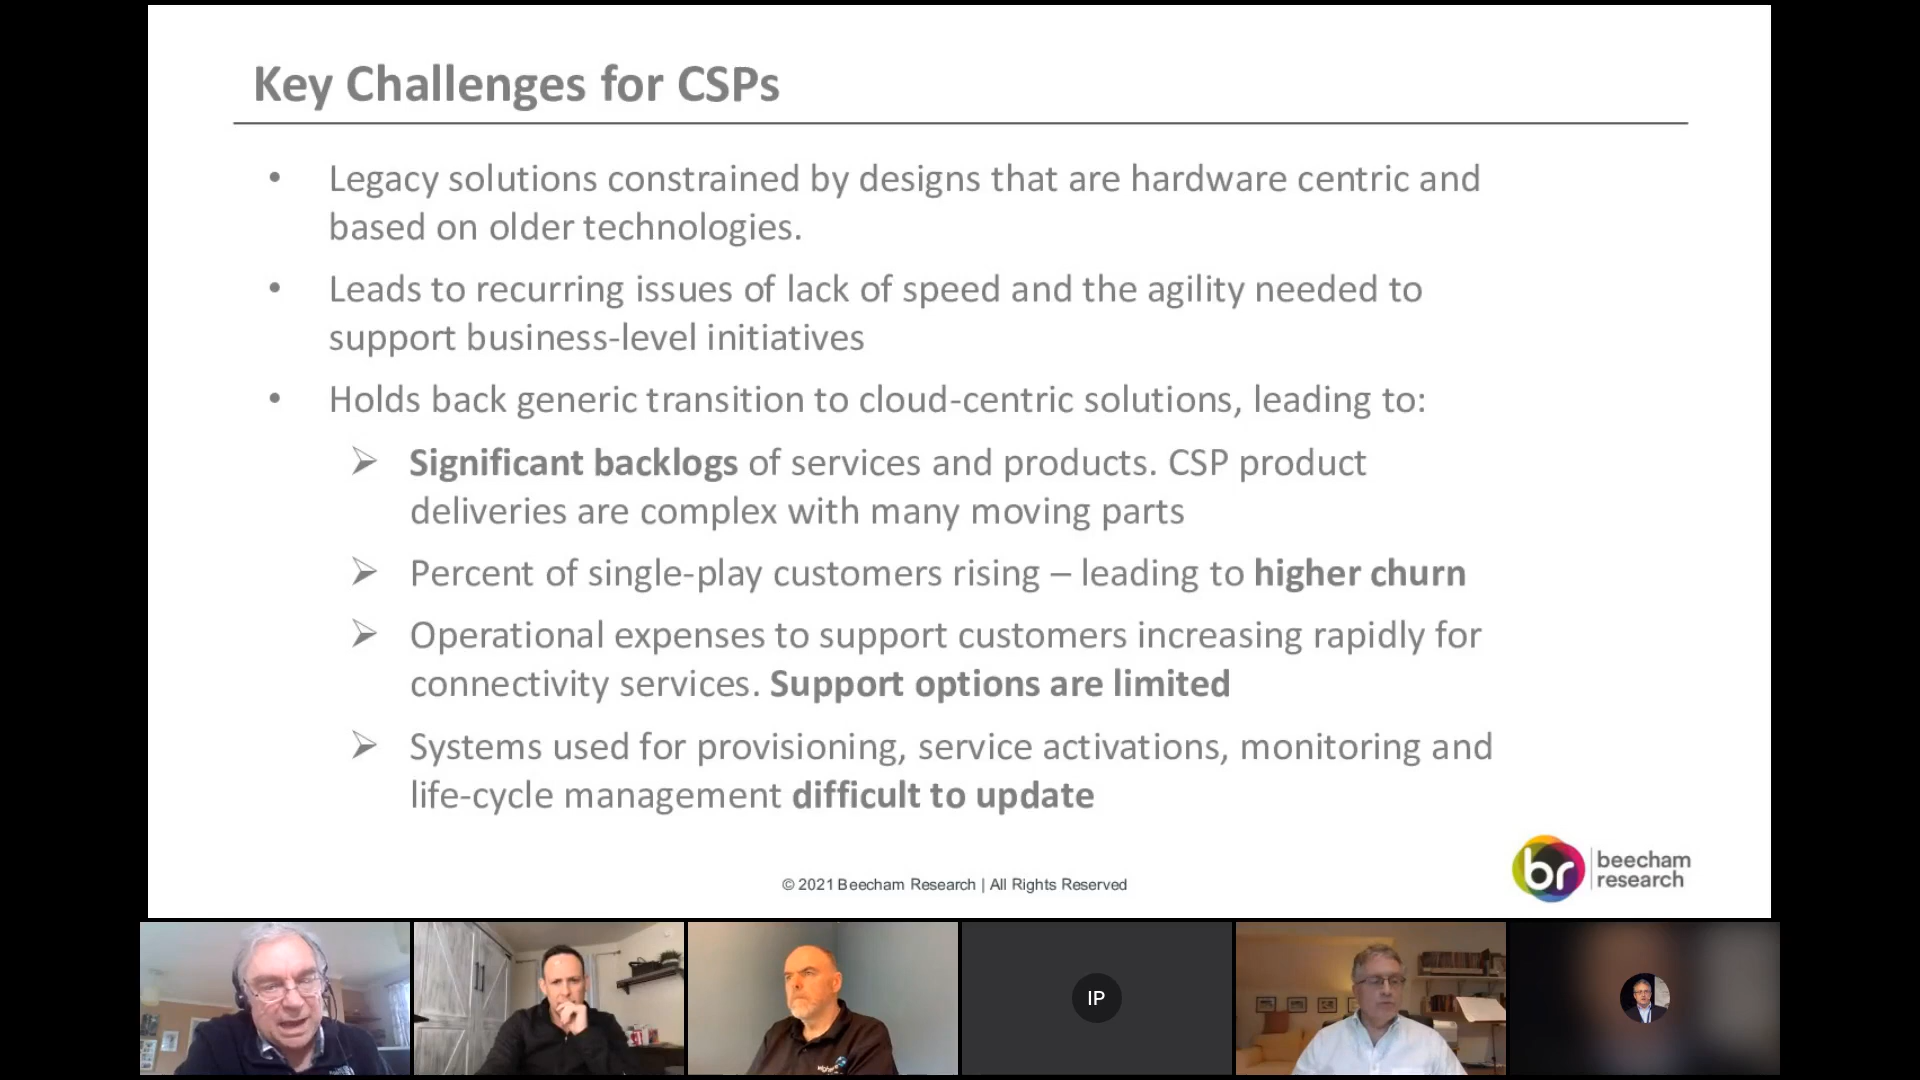 Key Challenges for CSPs
• Legacy solutions constrained by designs that are hardware centric and
based on older technologies.
• Leads to recurring issues of lack of speed and the agility needed to
support business-level initiatives
• Holds back generic transition to cloud-centric solutions, leading to:
➢ Significant backlogs of services and products. CSP product
deliveries are complex with many moving parts
➢ Percent of single-play customers rising – leading to higher churn
➢ Operational expenses to support customers increasing rapidly for
connectivity services. Support options are limited
➢ Systems used for provisioning, service activations, monitoring and
life-cycle management difficult to update
© 2021 Beecham Research | All Rights Reserved
br
beecham
research
IP